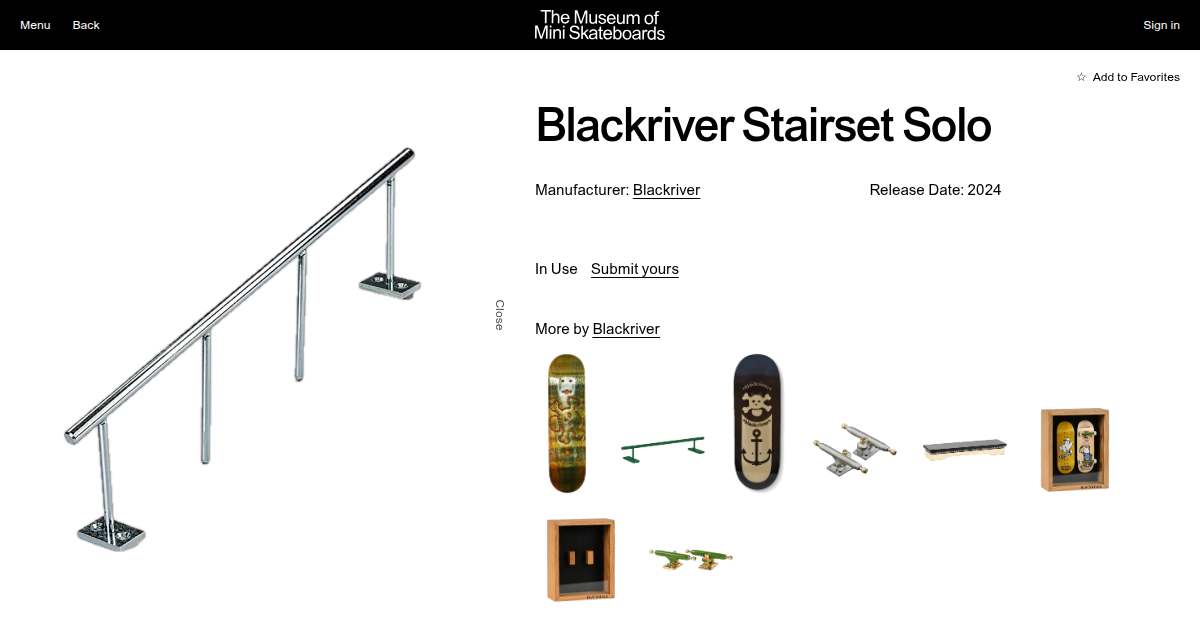 Menu
Back
The Museum of
Mini Skateboards
Sign in
☆ Add to Favorites
Blackriver Stairset Solo
Manufacturer: Blackriver
Release Date: 2024
In Use Submit yours
Close
More by Blackriver